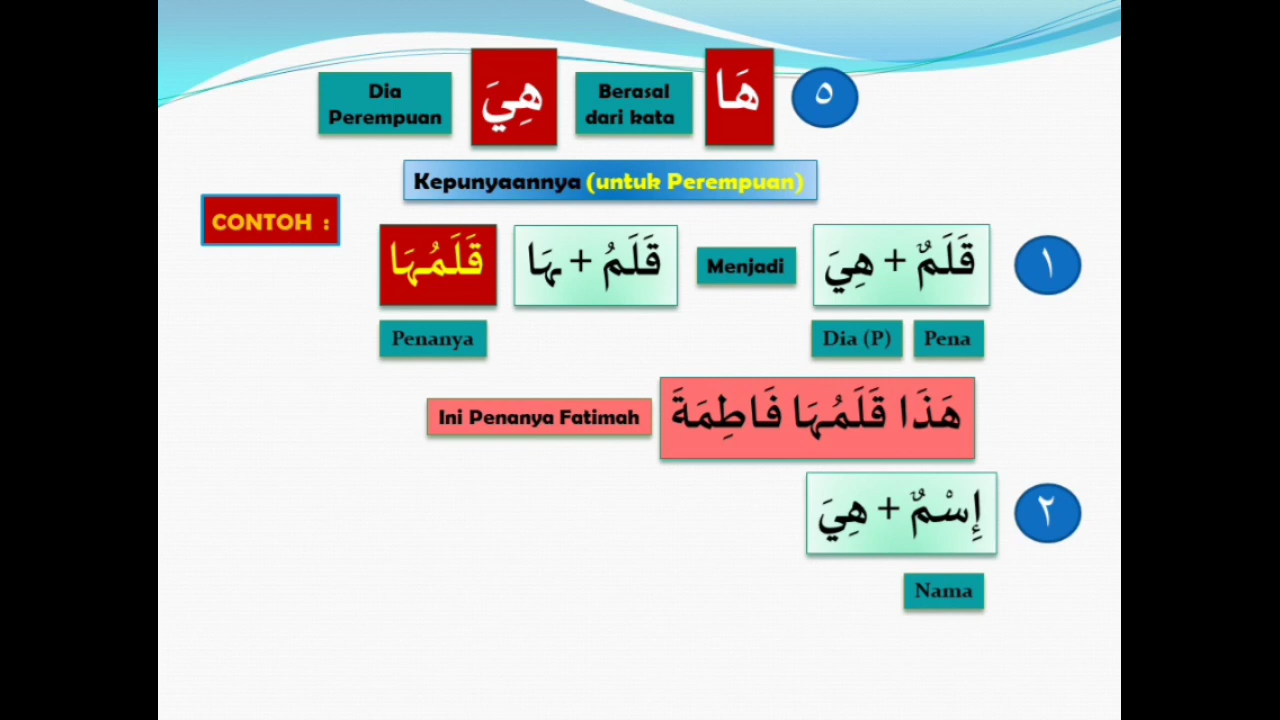 ٥
هَا
Berasal
dari kata
هِيَ
Dia
Perempuan
Kepunyaannya (untuk Perempuan)
CONTOH :
١
قَلَمٌ + هِيَ
Menjadi
قَلَمُ + ـهَا
قَلَمُهَا
Pena
Dia (P)
Penanya
هَذَا قَلَمُهَا فَاطِمَةَ
Ini Penanya Fatimah
٢
إِسْمٌ + هِيَ
Nama